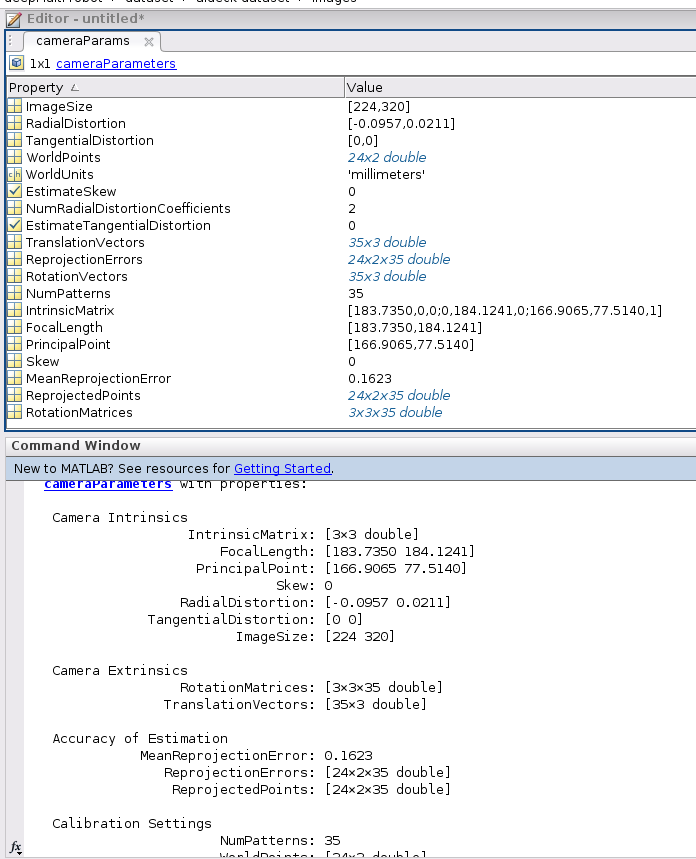 Editor - untitled*
cameraParams
1x1 cameraParameters
Property Value
ImageSize [224,320]
RadialDistortion [-0.0957,0.0211]
TangentialDistortion [0,0]
WorldPoints 24x2 double
WorldUnits 'millimeters'
EstimateSkew 0
NumRadialDistortionCoefficients 2
EstimateTangentialDistortion 0
TranslationVectors 35x3 double
ReprojectionErrors 24x2x35 double
RotationVectors 35x3 double
NumPatterns 35
IntrinsicMatrix [183.7350,0,0;0,184.1241,0;166.9065,77.5140,1]
FocalLength [183.7350,184.1241]
PrincipalPoint [166.9065,77.5140]
Skew 0
MeanReprojectionError 0.1623
ReprojectedPoints 24x2x35 double
RotationMatrices 3x3x35 double
Command Window
New to MATLAB? See resources for Getting Started.
cameraParameters with properties:
Camera Intrinsics
IntrinsicMatrix: [3×3 double]
FocalLength: [183.7350 184.1241]
PrincipalPoint: [166.9065 77.5140]
Skew: 0
RadialDistortion: [-0.0957 0.0211]
TangentialDistortion: [0 0]
ImageSize: [224 320]
Camera Extrinsics
RotationMatrices: [3×3×35 double]
TranslationVectors: [35×3 double]
Accuracy of Estimation
MeanReprojectionError: 0.1623
ReprojectionErrors: [24×2×35 double]
ReprojectedPoints: [24×2×35 double]
Calibration Settings
NumPatterns: 35
WorldPoints: [24×2 double]
fx